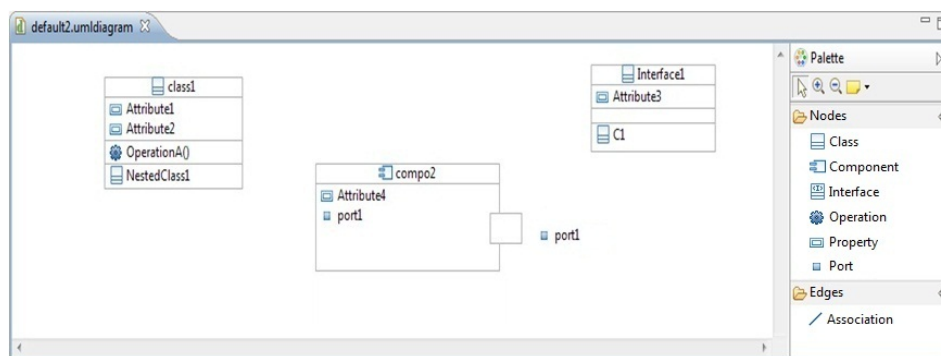 default2.umldiagram
class1
Attribute1
Attribute2
OperationA()
NestedClass1
compo2
Attribute4
port1
port1
Interface1
Attribute3
C1
Palette
Nodes
Class
Component
Interface
Operation
Property
Port
Edges
Association